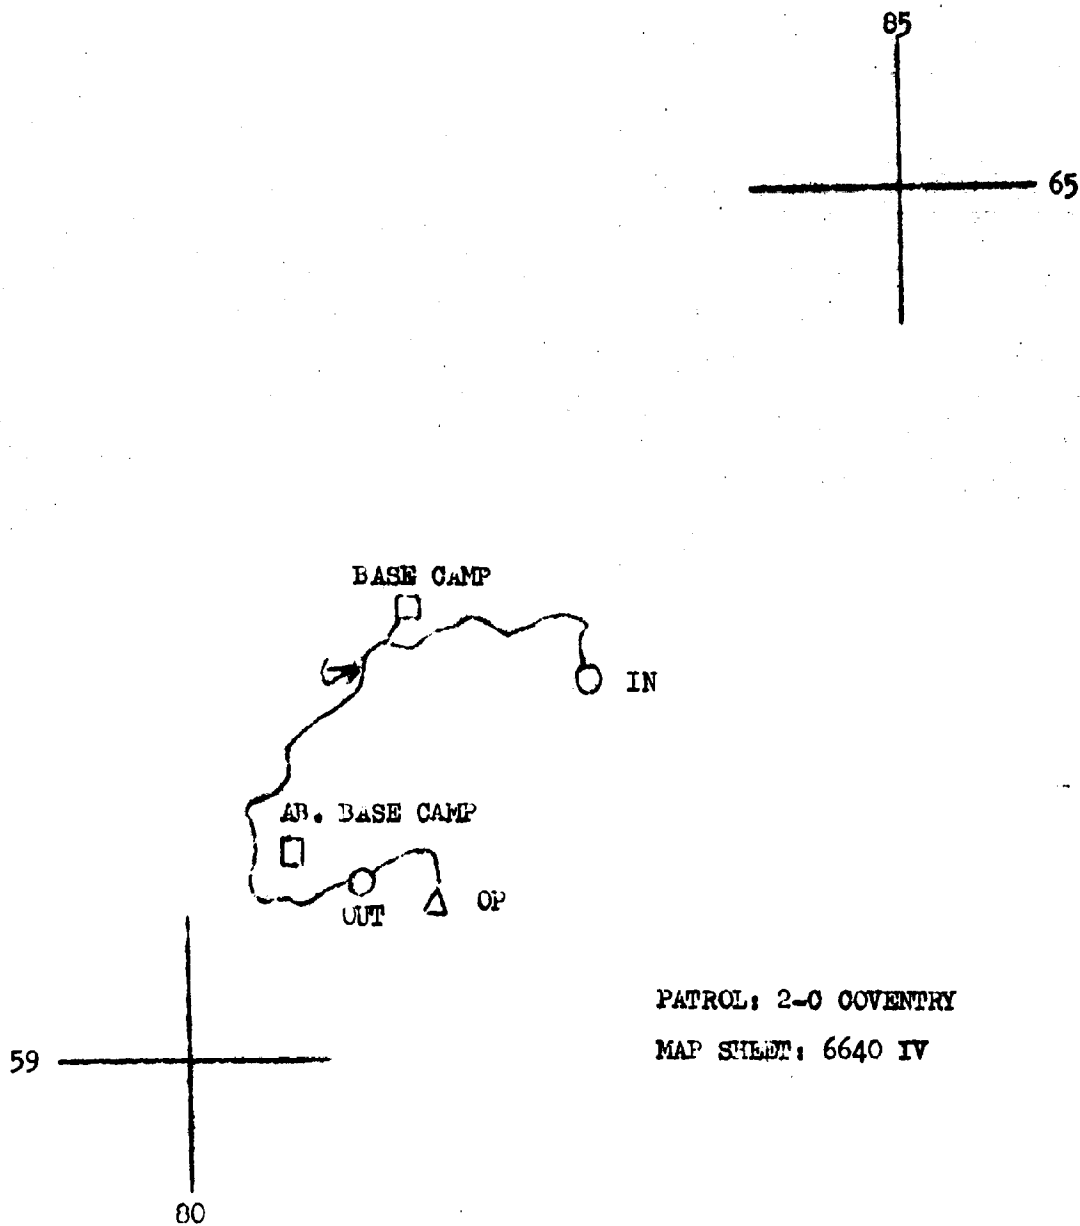 85
65
BASE CAMP
IN
AB. BASE CAMP
OP
OUT
PATROL: 2-C COVENTRY
MAP SHEET: 6640 IV
59
80